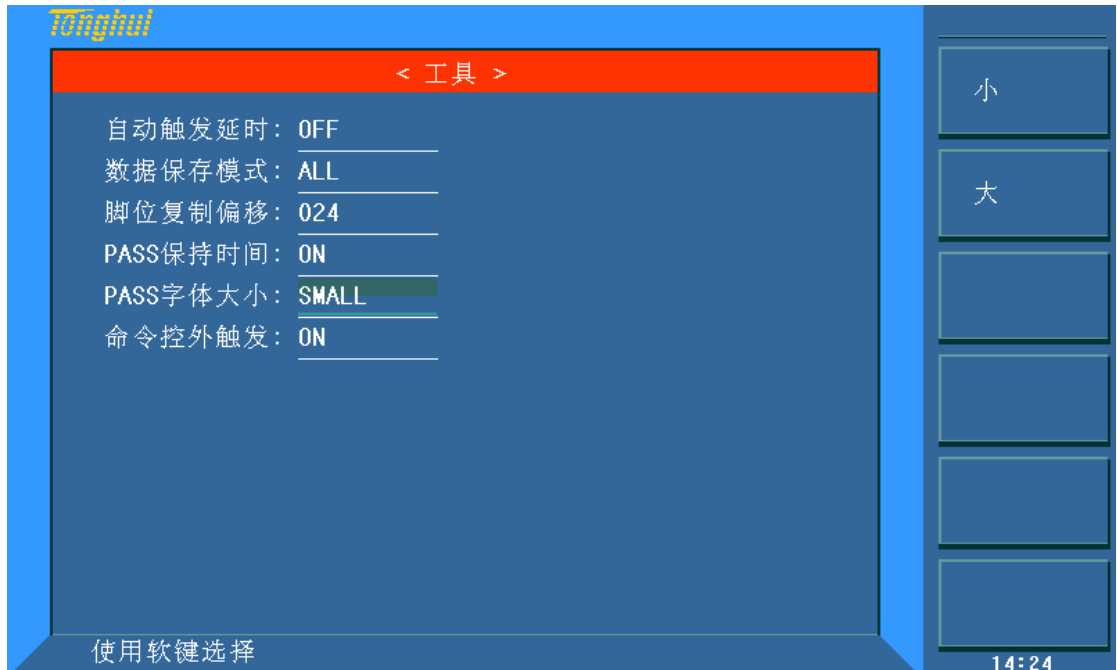 Tonghui
< 工具 >
自动触发延时: OFF
数据保存模式: ALL
脚位复制偏移: 024
PASS保持时间: ON
PASS字体大小: SMALL
命令控外触发: ON
使用软键选择
小
大
14:24